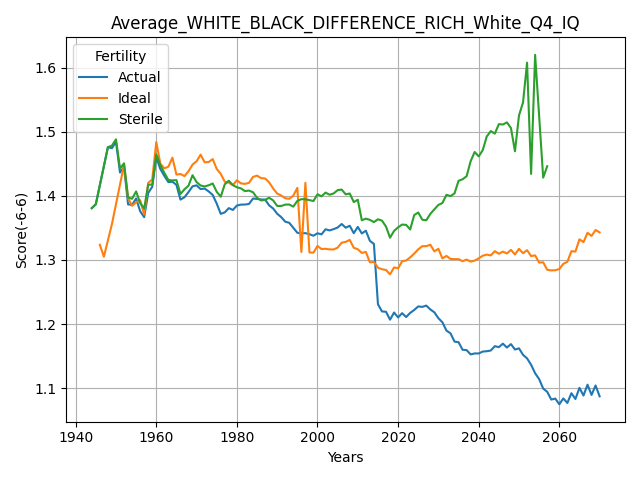 Average_WHITE_BLACK_DIFFERENCE_RICH_White_Q4_IQ
Fertility
Actual
Ideal
Sterile
Score(-6-6)
1.6
1.5
1.4
1.3
1.2
1.1
1940 1960 1980 2000 2020 2040 2060
Years